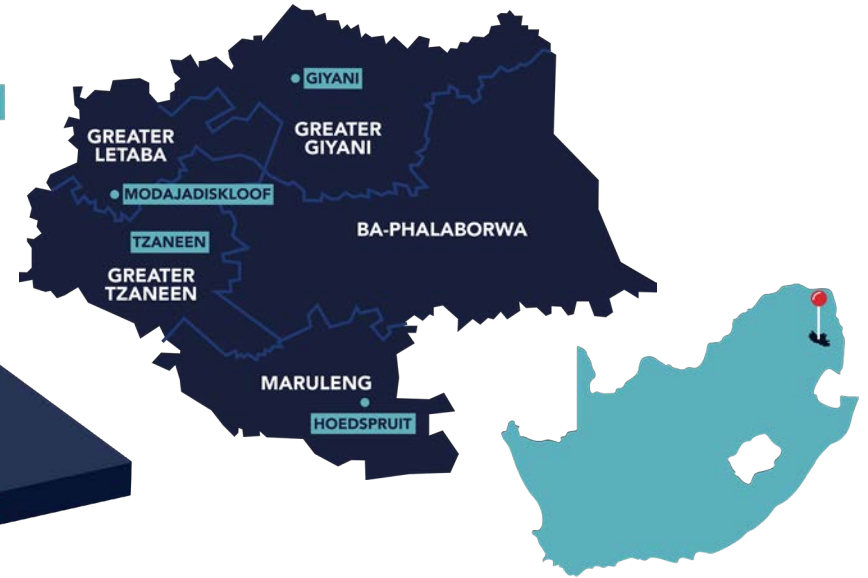 GIYANI
GREATER
LETABA
GREATER
GIYANI
MODAJADISKLOOF
BA-PHALABORWA
TZANEEN
GREATER
TZANEEN
MARULENG
HOEDSPRUIT